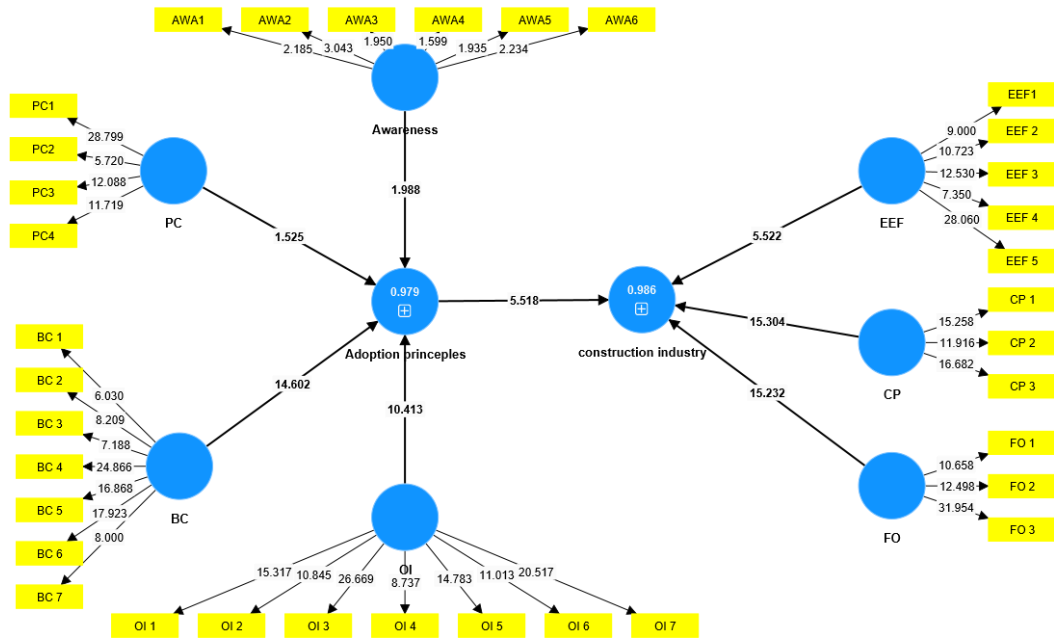 AWA1 AWA2 AWA3 AWA4 AWA5 AWA6
2.185 3.043 1.950 1.599 1.935 2.234
Awareness
1.988
PC1
PC2
PC3
PC4
28.799
5.720
12.088
11.719
PC
1.525
BC 1
BC 2
BC 3
BC 4
BC 5
BC 6
BC 7
6.030
8.209
7.188
24.866
16.868
17.923
8.000
BC
14.602
0.979
Adoption princeples
5.518
0.986
construction industry
10.413
OI
15.317 10.845 26.669 8.737 14.783 11.013 20.517
OI 1 OI 2 OI 3 OI 4 OI 5 OI 6 OI 7
5.522
EEF
9.000
10.723
12.530
7.350
28.060
EEF1
EEF 2
EEF 3
EEF 4
EEF 5
15.304
CP
15.258
11.916
16.682
CP 1
CP 2
CP 3
15.232
FO
10.658
12.498
31.954
FO 1
FO 2
FO 3